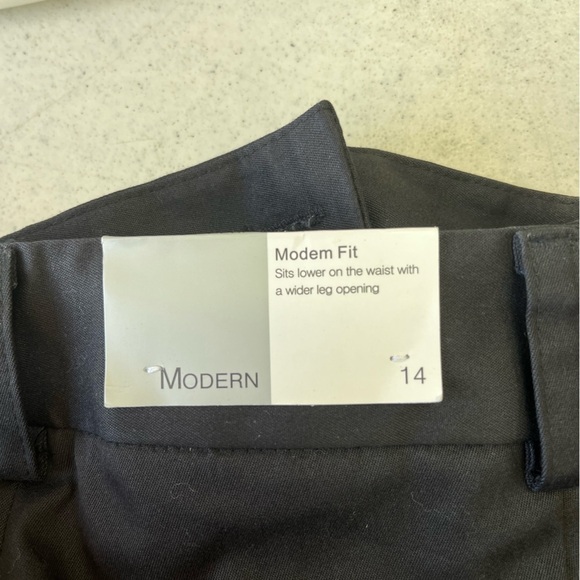 Modem Fit
Sits lower on the waist with
a wider leg opening
MODERN
14